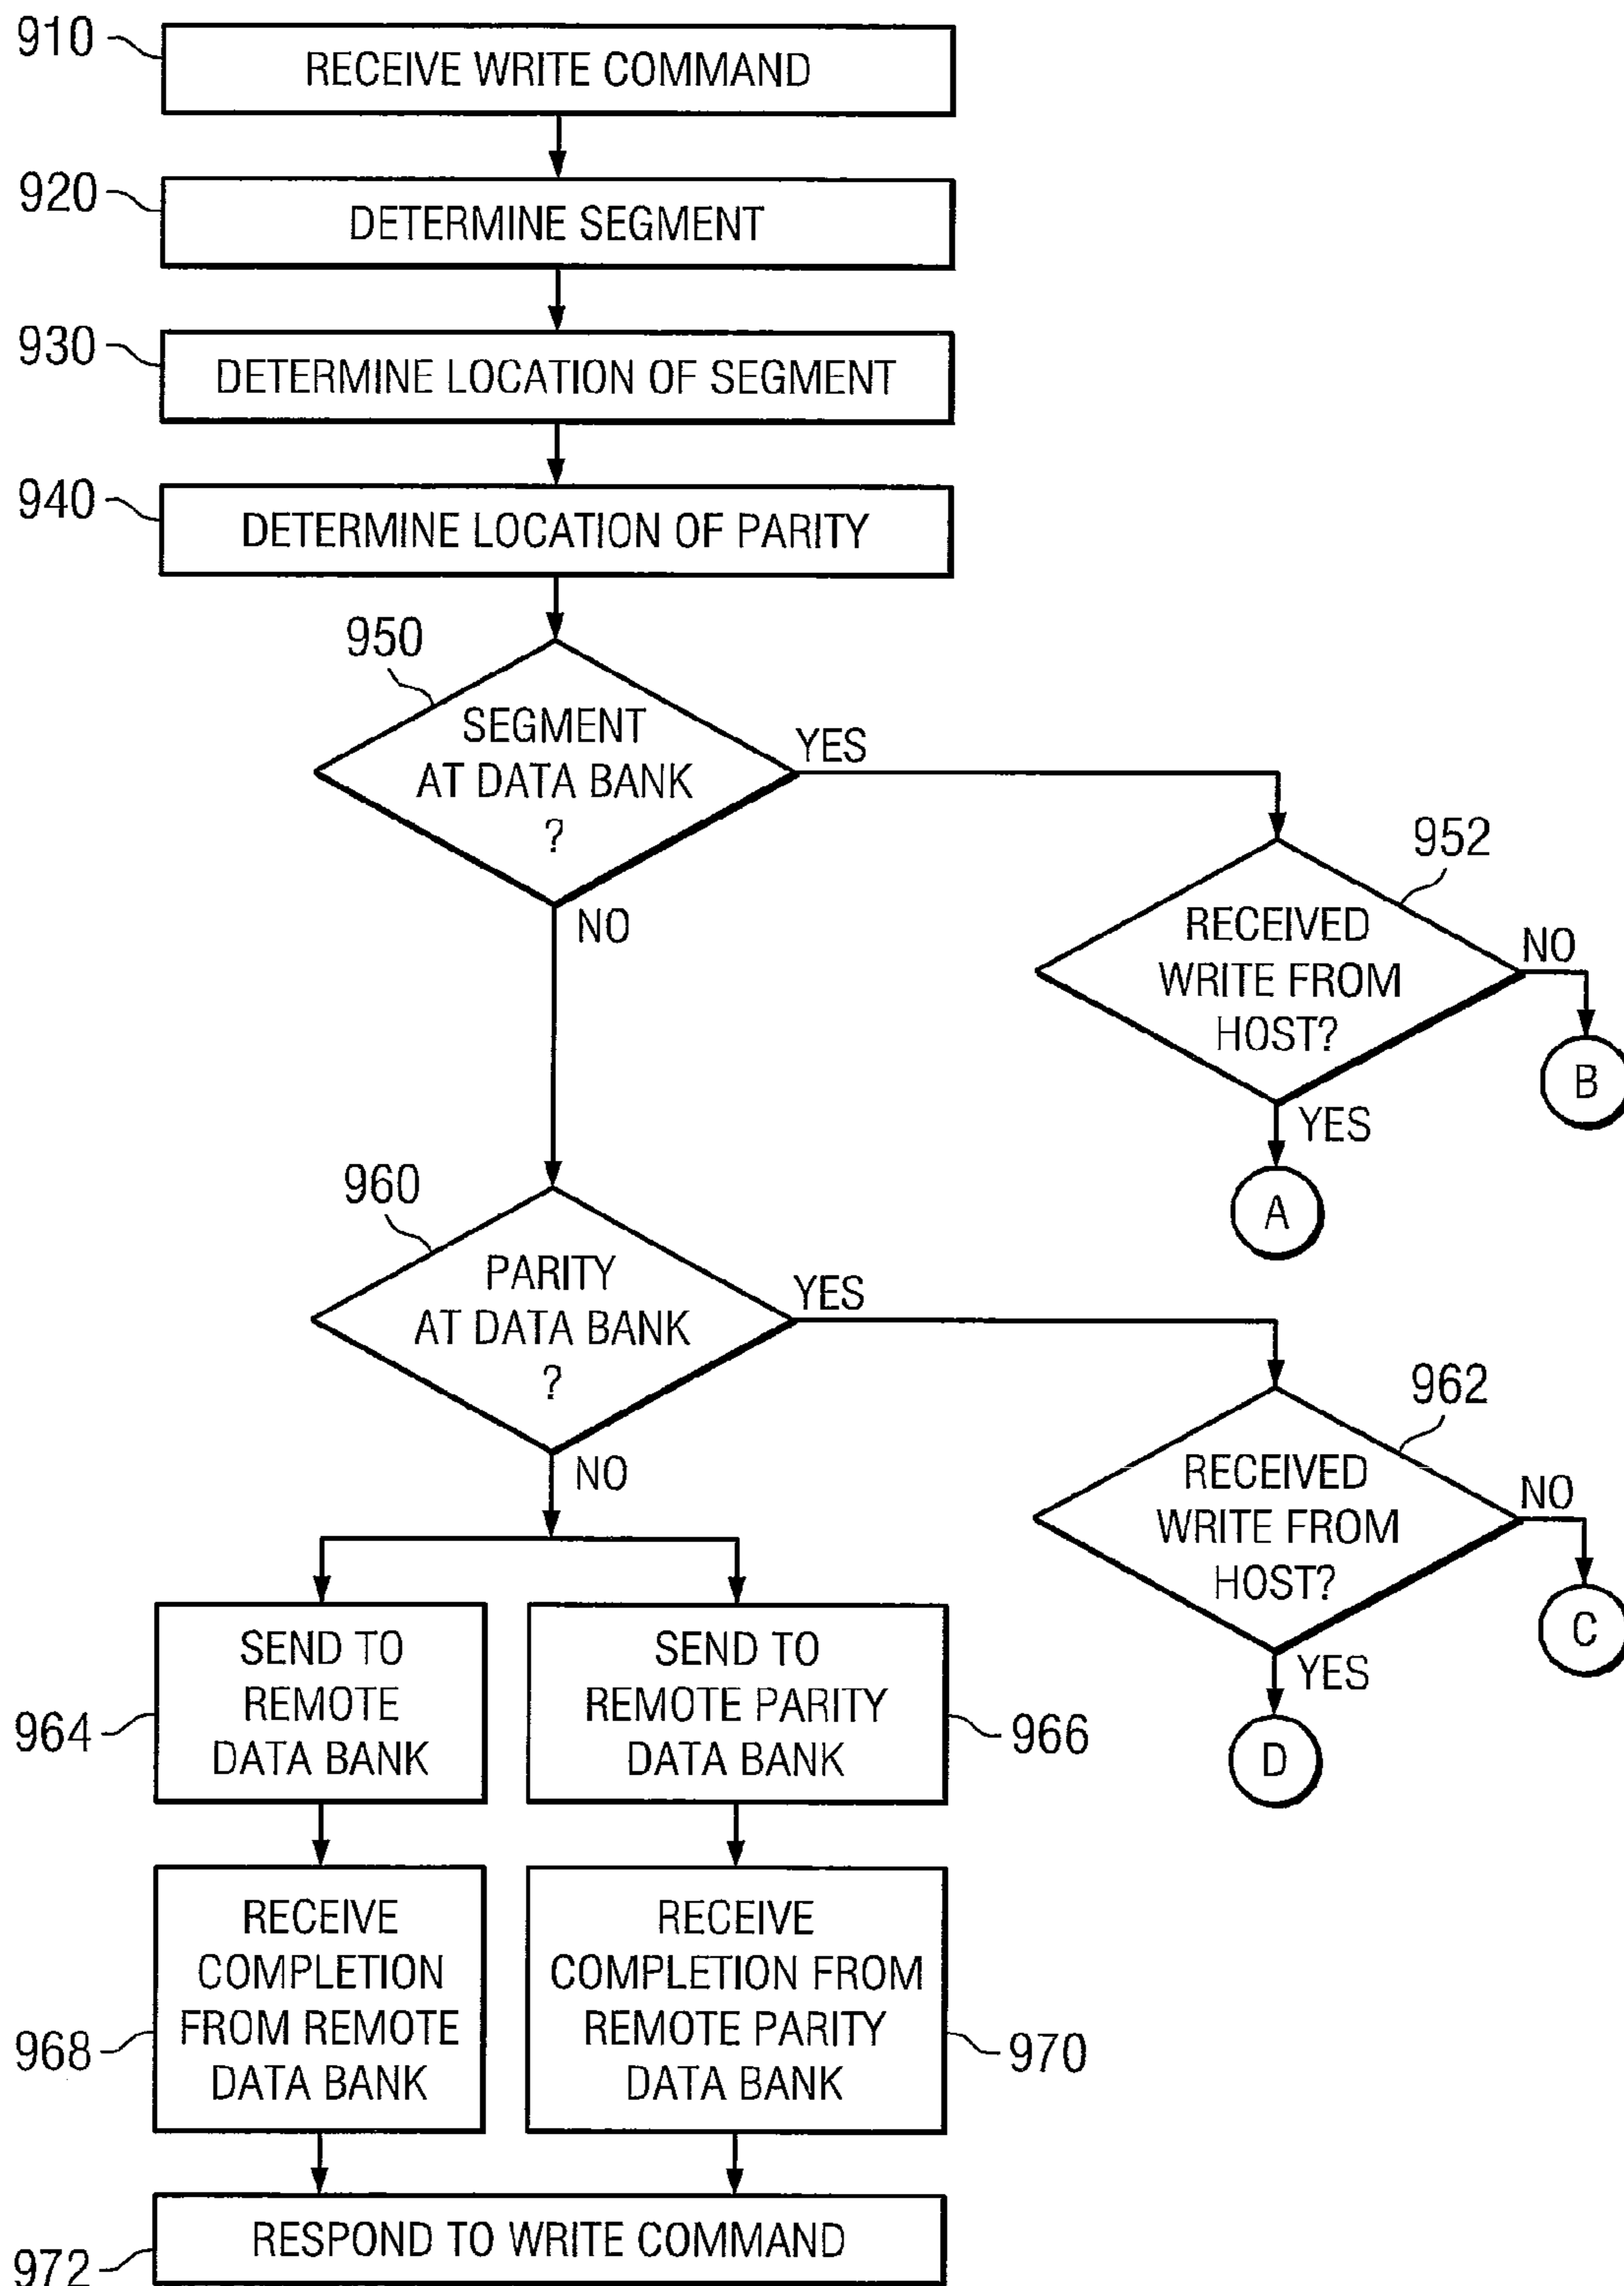 910
RECEIVE WRITE COMMAND
920
DETERMINE SEGMENT
930
DETERMINE LOCATION OF SEGMENT
940
DETERMINE LOCATION OF PARITY
950
SEGMENT
AT DATA BANK
?
YES
NO
952
RECEIVED
WRITE FROM
HOST?
NO
B
YES
A
960
PARITY
AT DATA BANK
?
YES
NO
962
RECEIVED
WRITE FROM
HOST?
NO
C
YES
D
964
SEND TO
REMOTE
DATA BANK
SEND TO
REMOTE PARITY
DATA BANK
966
968
RECEIVE
COMPLETION
FROM REMOTE
DATA BANK
RECEIVE
COMPLETION FROM
REMOTE PARITY
DATA BANK
970
972
RESPOND TO WRITE COMMAND